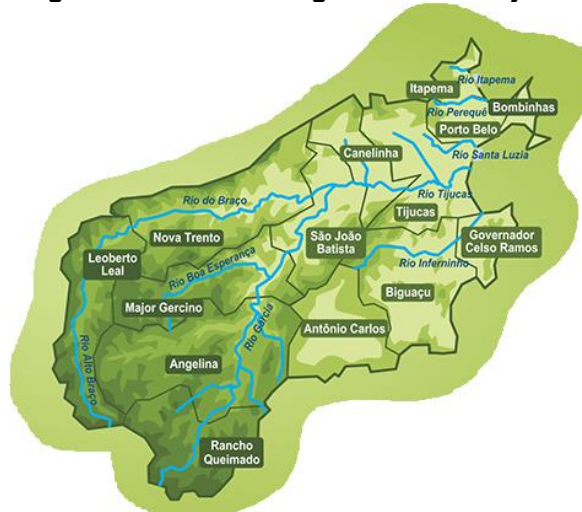 Itapema
Rio Itapema
Bombinhas
Rio Perequê
Porto Belo
Canelinha
Rio Santa Luzia
Rio do Braço
Rio Tijucas
Tijucas
Nova Trento
São João
Batista
Governador
Celso Ramos
Leoberto
Leal
Rio Boa Esperança
Rio Inferninho
Major Gercino
Biguaçu
Rio Garcia
Antônio Carlos
Rio Alto Braço
Angelina
Rancho
Queimado